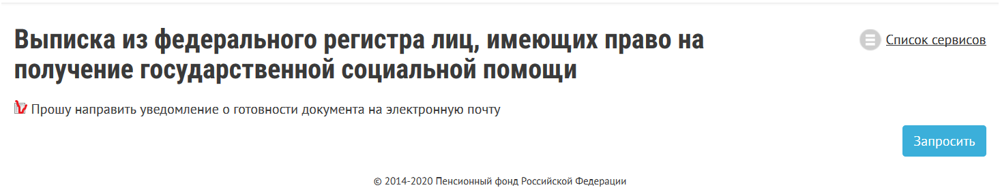 Выписка из федерального регистра лиц, имеющих право на
Список сервисов
получение государственной социальной помощи
Прошу направить уведомление о готовности документа на электронную почту
Запросить
© 2014-2020 Пенсионный фонд Российской Федерации